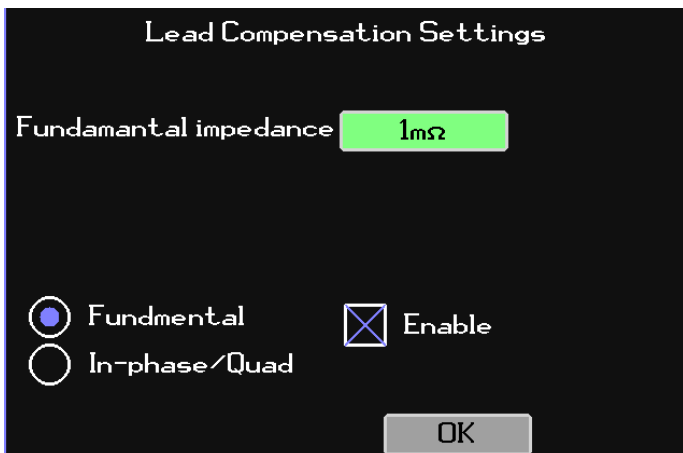 Lead Compensation Settings
Fundamantal impedance 1mΩ
Fundmental
Enable
In-phase/Quad
OK